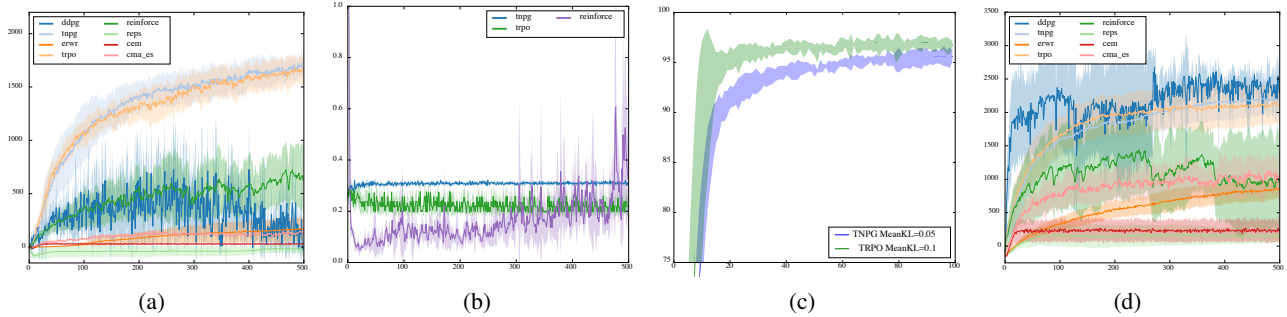 ddpg reinforce
tnpg reps
erwr cem
trpo cma_es
2200
1500
1000
500
0
0 100 200 300 400 500
(a)
tnpg reinforce
trpo
1.0
0.8
0.6
0.4
0.2
0.0
0 100 200 300 400 500
(b)
100
95
90
85
80
75
TNPG MeanKL=0.05
TRPO MeanKL=0.1
0 20 40 60 80 100
(c)
ddpg reinforce
tnpg reps
erwr cem
trpo cma_es
3500
3000
2500
2000
1500
1000
500
0
0 100 200 300 400 500
(d)